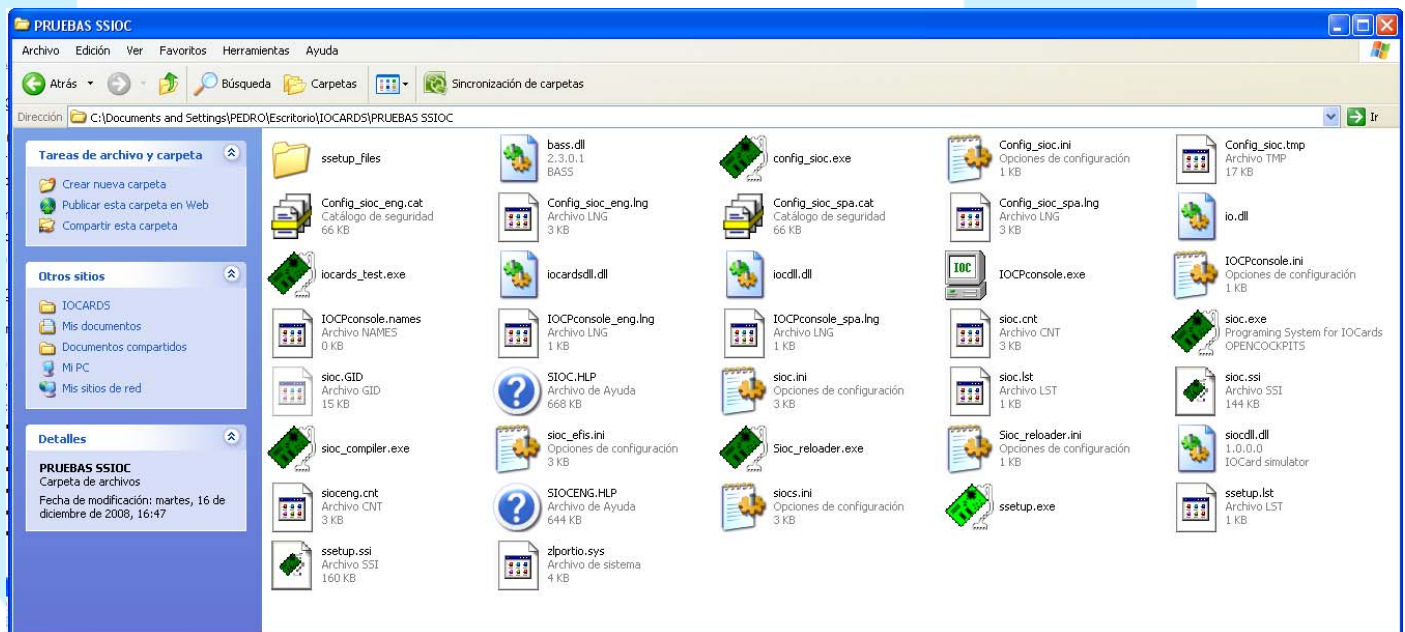 PRUEBAS SSIOC
Archivo Edición Ver Favoritos Herramientas Ayuda
Atrás Búsqueda Carpetas Sincronización de carpetas
Dirección C:\Documents and Settings\PEDRO\Escritorio\IOCARDS\PRUEBAS SSIOC Ir
Tareas de archivo y carpeta
Crear nueva carpeta
Publicar esta carpeta en Web
Compartir esta carpeta
Otros sitios
IOCARDS
Mis documentos
Documentos compartidos
Mi PC
Mis sitios de red
Detalles
PRUEBAS SSIOC
Carpeta de archivos
Fecha de modificación: martes, 16 de
diciembre de 2008, 16:47
ssetup_files
bass.dll
2.3.0.1
BASS
config_sioc.exe
Config_sioc.ini
Opciones de configuración
1 KB
Config_sioc.tmp
Archivo TMP
17 KB
Config_sioc_eng.cat
Catálogo de seguridad
66 KB
Config_sioc_eng.lng
Archivo LNG
3 KB
Config_sioc_spa.cat
Catálogo de seguridad
66 KB
Config_sioc_spa.lng
Archivo LNG
3 KB
io.dll
iocards_test.exe
iocardsdll.dll
iocdll.dll
IOC
IOCPconsole.exe
IOCPconsole.ini
Opciones de configuración
1 KB
IOCPconsole.names
Archivo NAMES
0 KB
IOCPconsole_eng.lng
Archivo LNG
1 KB
IOCPconsole_spa.lng
Archivo LNG
1 KB
sioc.cnt
Archivo CNT
3 KB
sioc.exe
Programing System for IOCards
OPENCOCKPITS
sioc.GID
Archivo GID
15 KB
SIOC.HLP
Archivo de Ayuda
668 KB
sioc.ini
Opciones de configuración
3 KB
sioc.lst
Archivo LST
1 KB
sioc.ssi
Archivo SSI
144 KB
sioc_compiler.exe
sioc_efis.ini
Opciones de configuración
3 KB
Sioc_reloader.exe
Sioc_reloader.ini
Opciones de configuración
1 KB
siocdll.dll
1.0.0.0
IOCard simulator
sioceng.cnt
Archivo CNT
3 KB
SIOCENG.HLP
Archivo de Ayuda
644 KB
siocs.ini
Opciones de configuración
3 KB
ssetup.exe
ssetup.lst
Archivo LST
1 KB
ssetup.ssi
Archivo SSI
160 KB
zlportio.sys
Archivo de sistema
4 KB